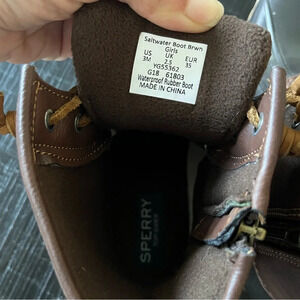 Saltwater Boot Brwn
Girls
US UK EUR
3M 2.5 35
YG55362
G18 61803
Waterproof Rubber Boot
MADE IN CHINA
SPERRY